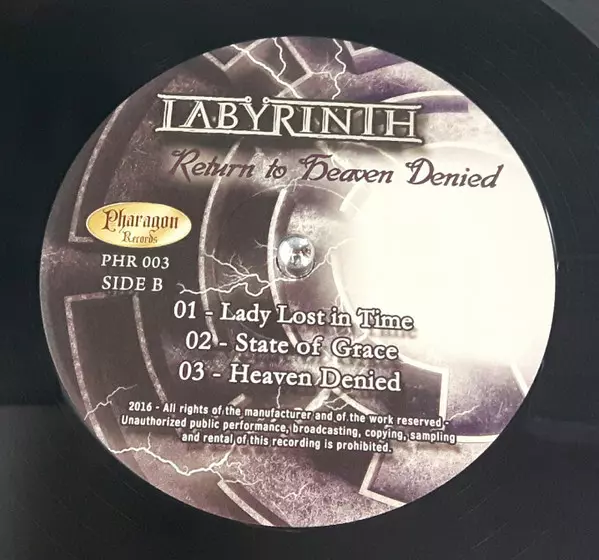 LABŸRINTH
Return to Heaven Denied
Pharagon
Records
PHR 003
SIDE B
01 - Lady Lost in Time
02 - State of Grace
03 - Heaven Denied
2016 - All rights of the manufacturer and of the work reserved -
Unauthorized public performance, broadcasting, copying, sampling
and rental of this recording is prohibited.